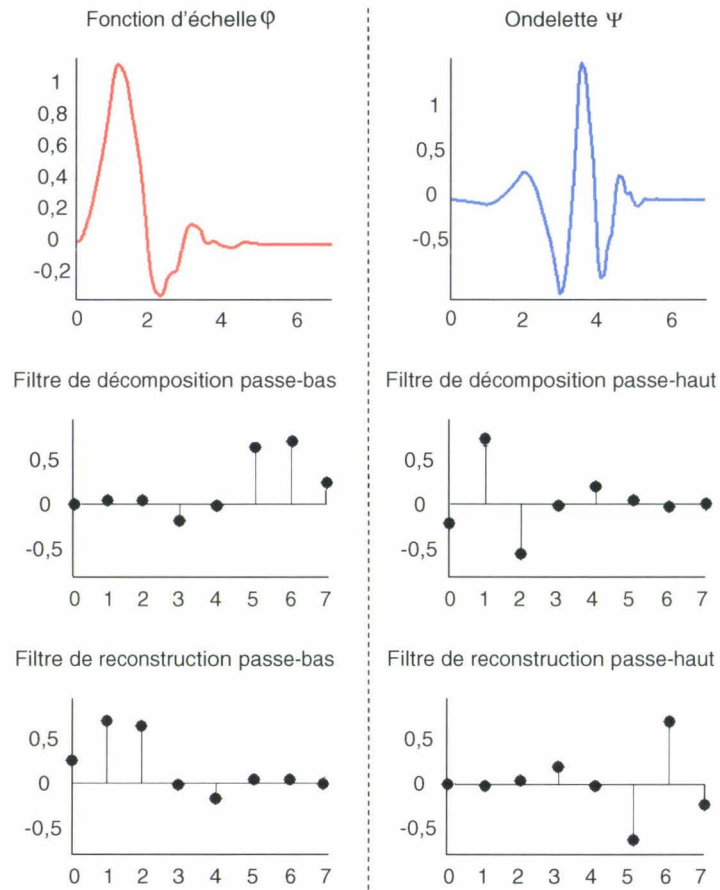 Fonction d'échelle φ
Ondelette Ψ
1
0,8
0,6
0,4
0,2
0
-0,2
0 2 4 6
1
0,5
0
-0,5
0 2 4 6
Filtre de décomposition passe-bas
Filtre de décomposition passe-haut
0,5
0
-0,5
0 1 2 3 4 5 6 7
0,5
0
-0,5
0 1 2 3 4 5 6 7
Filtre de reconstruction passe-bas
Filtre de reconstruction passe-haut
0,5
0
-0,5
0 1 2 3 4 5 6 7
0,5
0
-0,5
0 1 2 3 4 5 6 7